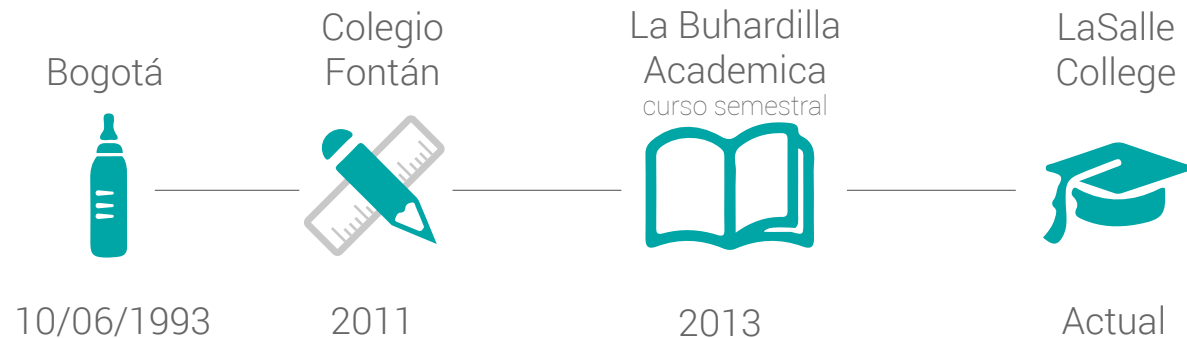 Bogotá
Colegio
Fontán
La Buhardilla
Academica
curso semestral
LaSalle
College
10/06/1993
2011
2013
Actual